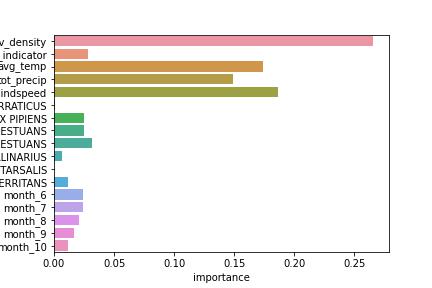 v_density
_indicator
avg_temp
tot_precip
indspeed
RRATICUS
X PIPIENS
ESTUANS
ESTUANS
LINARIUS
TARSALIS
ERRITANS
month_6
month_7
month_8
month_9
month_10
0.00 0.05 0.10 0.15 0.20 0.25
importance